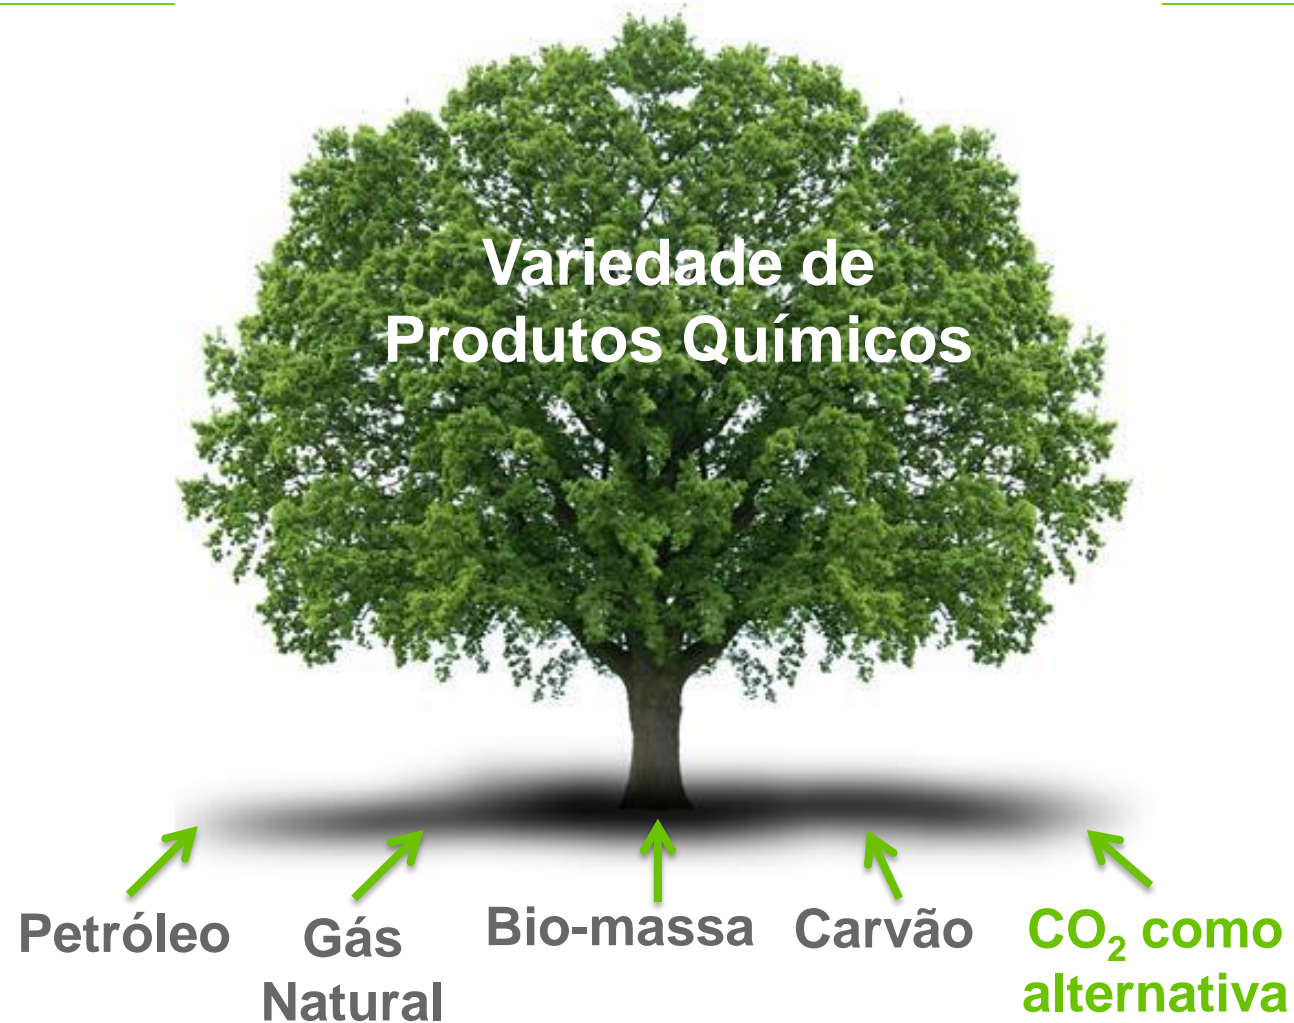 Variedade de
Produtos Químicos
Petróleo
Gás
Natural
Bio-massa
Carvão
CO₂ como
alternativa